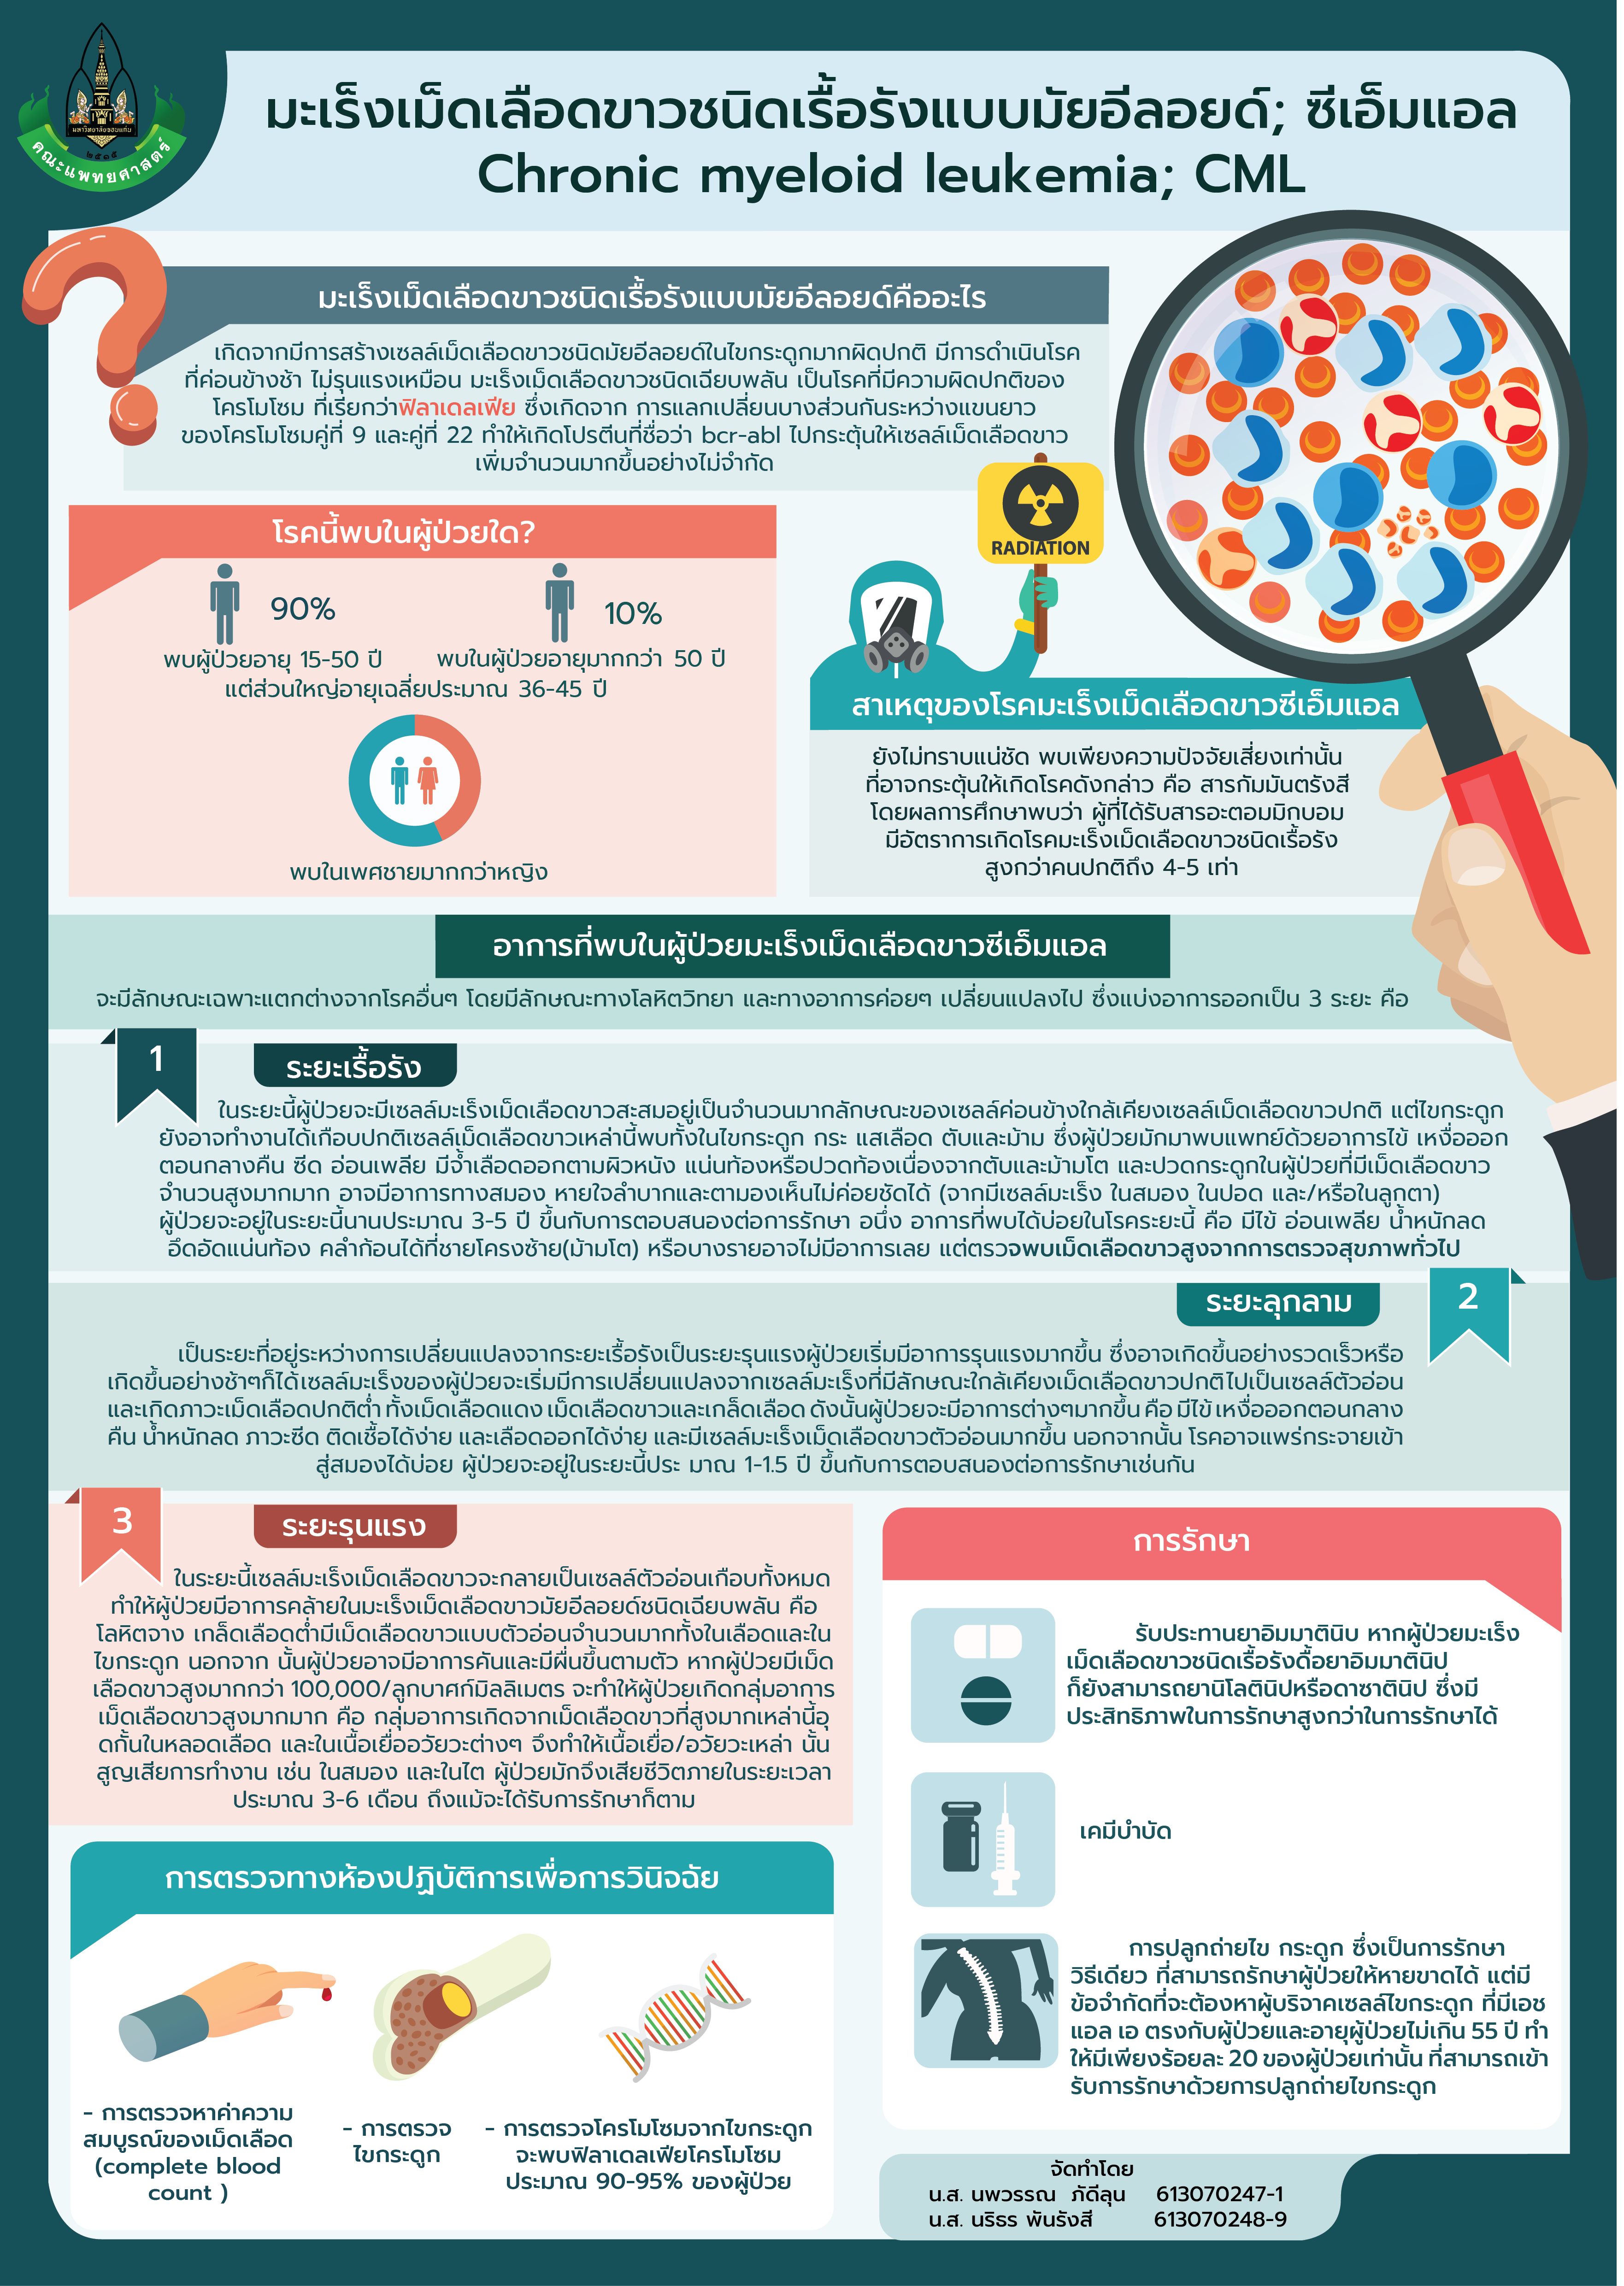 มหาวิทยาลัยขอนแก่น
๒๕๑๕
คณะแพทยศาสตร์
มะเร็งเม็ดเลือดขาวชนิดเรื้อรังแบบมัยอีลอยด์; ซีเอ็มแอล
Chronic myeloid leukemia; CML
มะเร็งเม็ดเลือดขาวชนิดเรื้อรังแบบมัยอีลอยด์คืออะไร
เกิดจากมีการสร้างเซลล์เม็ดเลือดขาวชนิดมัยอีลอยด์ในไขกระดูกมากผิดปกติ มีการดำเนินโรค
ที่ค่อนข้างช้า ไม่รุนแรงเหมือน มะเร็งเม็ดเลือดขาวชนิดเฉียบพลัน เป็นโรคที่มีความผิดปกติของ
โครโมโซม ที่เรียกว่าฟิลาเดลเฟีย ซึ่งเกิดจาก การแลกเปลี่ยนบางส่วนกันระหว่างแขนยาว
ของโครโมโซมคู่ที่ 9 และคู่ที่ 22 ทำให้เกิดโปรตีนที่ชื่อว่า bcr-abl ไปกระตุ้นให้เซลล์เม็ดเลือดขาว
เพิ่มจำนวนมากขึ้นอย่างไม่จำกัด
โรคนี้พบในผู้ป่วยใด?
90%
10%
พบผู้ป่วยอายุ 15-50 ปี
พบในผู้ป่วยอายุมากกว่า 50 ปี
แต่ส่วนใหญ่อายุเฉลี่ยประมาณ 36-45 ปี
พบในเพศชายมากกว่าหญิง
RADIATION
สาเหตุของโรคมะเร็งเม็ดเลือดขาวซีเอ็มแอล
ยังไม่ทราบแน่ชัด พบเพียงความปัจจัยเสี่ยงเท่านั้น
ที่อาจกระตุ้นให้เกิดโรคดังกล่าว คือ สารกัมมันตรังสี
โดยผลการศึกษาพบว่า ผู้ที่ได้รับสารอะตอมมิกบอม
มีอัตราการเกิดโรคมะเร็งเม็ดเลือดขาวชนิดเรื้อรัง
สูงกว่าคนปกติถึง 4-5 เท่า
อาการที่พบในผู้ป่วยมะเร็งเม็ดเลือดขาวซีเอ็มแอล
จะมีลักษณะเฉพาะแตกต่างจากโรคอื่นๆ โดยมีลักษณะทางโลหิตวิทยา และทางอาการค่อยๆ เปลี่ยนแปลงไป ซึ่งแบ่งอาการออกเป็น 3 ระยะ คือ
1
ระยะเรื้อรัง
ในระยะนี้ผู้ป่วยจะมีเซลล์มะเร็งเม็ดเลือดขาวสะสมอยู่เป็นจำนวนมากลักษณะของเซลล์ค่อนข้างใกล้เคียงเซลล์เม็ดเลือดขาวปกติ แต่ไขกระดูก
ยังอาจทำงานได้เกือบปกติเซลล์เม็ดเลือดขาวเหล่านี้พบทั้งในไขกระดูก กระ แสเลือด ตับและม้าม ซึ่งผู้ป่วยมักมาพบแพทย์ด้วยอาการไข้ เหงื่อออก
ตอนกลางคืน ซีด อ่อนเพลีย มีจ้ำเลือดออกตามผิวหนัง แน่นท้องหรือปวดท้องเนื่องจากตับและม้ามโต และปวดกระดูกในผู้ป่วยที่มีเม็ดเลือดขาว
จำนวนสูงมากมาก อาจมีอาการทางสมอง หายใจลำบากและตามองเห็นไม่ค่อยชัดได้ (จากมีเซลล์มะเร็ง ในสมอง ในปอด และ/หรือในลูกตา)
ผู้ป่วยจะอยู่ในระยะนี้นานประมาณ 3-5 ปี ขึ้นกับการตอบสนองต่อการรักษา อนึ่ง อาการที่พบได้บ่อยในโรคระยะนี้ คือ มีไข้ อ่อนเพลีย น้ำหนักลด
อึดอัดแน่นท้อง คลำก้อนได้ที่ชายโครงซ้าย(ม้ามโต) หรือบางรายอาจไม่มีอาการเลย แต่ตรวจพบเม็ดเลือดขาวสูงจากการตรวจสุขภาพทั่วไป
ระยะลุกลาม
2
เป็นระยะที่อยู่ระหว่างการเปลี่ยนแปลงจากระยะเรื้อรังเป็นระยะรุนแรงผู้ป่วยเริ่มมีอาการรุนแรงมากขึ้น ซึ่งอาจเกิดขึ้นอย่างรวดเร็วหรือ
เกิดขึ้นอย่างช้าๆก็ได้เซลล์มะเร็งของผู้ป่วยจะเริ่มมีการเปลี่ยนแปลงจากเซลล์มะเร็งที่มีลักษณะใกล้เคียงเม็ดเลือดขาวปกติไปเป็นเซลล์ตัวอ่อน
และเกิดภาวะเม็ดเลือดปกติต่ำ ทั้งเม็ดเลือดแดง เม็ดเลือดขาวและเกล็ดเลือด ดังนั้นผู้ป่วยจะมีอาการต่างๆมากขึ้น คือ มีไข้ เหงื่อออกตอนกลาง
คืน น้ำหนักลด ภาวะซีด ติดเชื้อได้ง่าย และเลือดออกได้ง่าย และมีเซลล์มะเร็งเม็ดเลือดขาวตัวอ่อนมากขึ้น นอกจากนั้น โรคอาจแพร่กระจายเข้า
สู่สมองได้บ่อย ผู้ป่วยจะอยู่ในระยะนี้ประ มาณ 1-1.5 ปี ขึ้นกับการตอบสนองต่อการรักษาเช่นกัน
3
ระยะรุนแรง
ในระยะนี้เซลล์มะเร็งเม็ดเลือดขาวจะกลายเป็นเซลล์ตัวอ่อนเกือบทั้งหมด
ทำให้ผู้ป่วยมีอาการคล้ายในมะเร็งเม็ดเลือดขาวมัยอีลอยด์ชนิดเฉียบพลัน คือ
โลหิตจาง เกล็ดเลือดต่ำมีเม็ดเลือดขาวแบบตัวอ่อนจำนวนมากทั้งในเลือดและใน
ไขกระดูก นอกจาก นั้นผู้ป่วยอาจมีอาการคันและมีผื่นขึ้นตามตัว หากผู้ป่วยมีเม็ด
เลือดขาวสูงมากกว่า 100,000/ลูกบาศก์มิลลิเมตร จะทำให้ผู้ป่วยเกิดกลุ่มอาการ
เม็ดเลือดขาวสูงมากมาก คือ กลุ่มอาการเกิดจากเม็ดเลือดขาวที่สูงมากเหล่านี้อุ
ดกั้นในหลอดเลือด และในเนื้อเยื่ออวัยวะต่างๆ จึงทำให้เนื้อเยื่อ/อวัยวะเหล่า นั้น
สูญเสียการทำงาน เช่น ในสมอง และในไต ผู้ป่วยมักจึงเสียชีวิตภายในระยะเวลา
ประมาณ 3-6 เดือน ถึงแม้จะได้รับการรักษาก็ตาม
การรักษา
รับประทานยาอิมมาตินิบ หากผู้ป่วยมะเร็ง
เม็ดเลือดขาวชนิดเรื้อรังดื้อยาอิมมาตินิป
ก็ยังสามารถยานิโลตินิปหรือดาซาตินิป ซึ่งมี
ประสิทธิภาพในการรักษาสูงกว่าในการรักษาได้
เคมีบำบัด
การปลูกถ่ายไข กระดูก ซึ่งเป็นการรักษา
วิธีเดียว ที่สามารถรักษาผู้ป่วยให้หายขาดได้ แต่มี
ข้อจำกัดที่จะต้องหาผู้บริจาคเซลล์ไขกระดูก ที่มีเอช
แอล เอ ตรงกับผู้ป่วยและอายุผู้ป่วยไม่เกิน 55 ปี ทำ
ให้มีเพียงร้อยละ 20 ของผู้ป่วยเท่านั้น ที่สามารถเข้า
รับการรักษาด้วยการปลูกถ่ายไขกระดูก
การตรวจทางห้องปฏิบัติการเพื่อการวินิจฉัย
- การตรวจหาค่าความ
สมบูรณ์ของเม็ดเลือด
(complete blood
count )
- การตรวจ
ไขกระดูก
- การตรวจโครโมโซมจากไขกระดูก
จะพบฟิลาเดลเฟียโครโมโซม
ประมาณ 90-95% ของผู้ป่วย
จัดทำโดย
น.ส. นพวรรณ ภัดีลุน 613070247-1
น.ส. นริธร พันรังสี 613070248-9